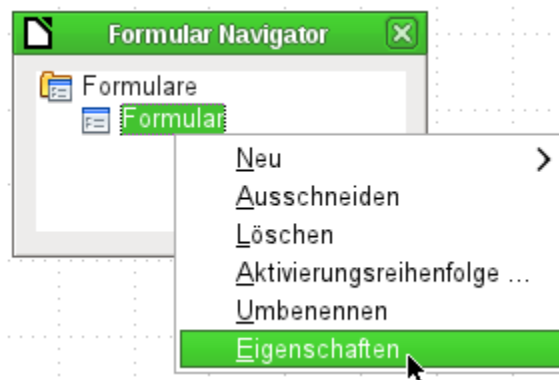 Formular Navigator
Formulare
Formular
Neu
Ausschneiden
Löschen
Aktivierungsreihenfolge ...
Umbenennen
Eigenschaften